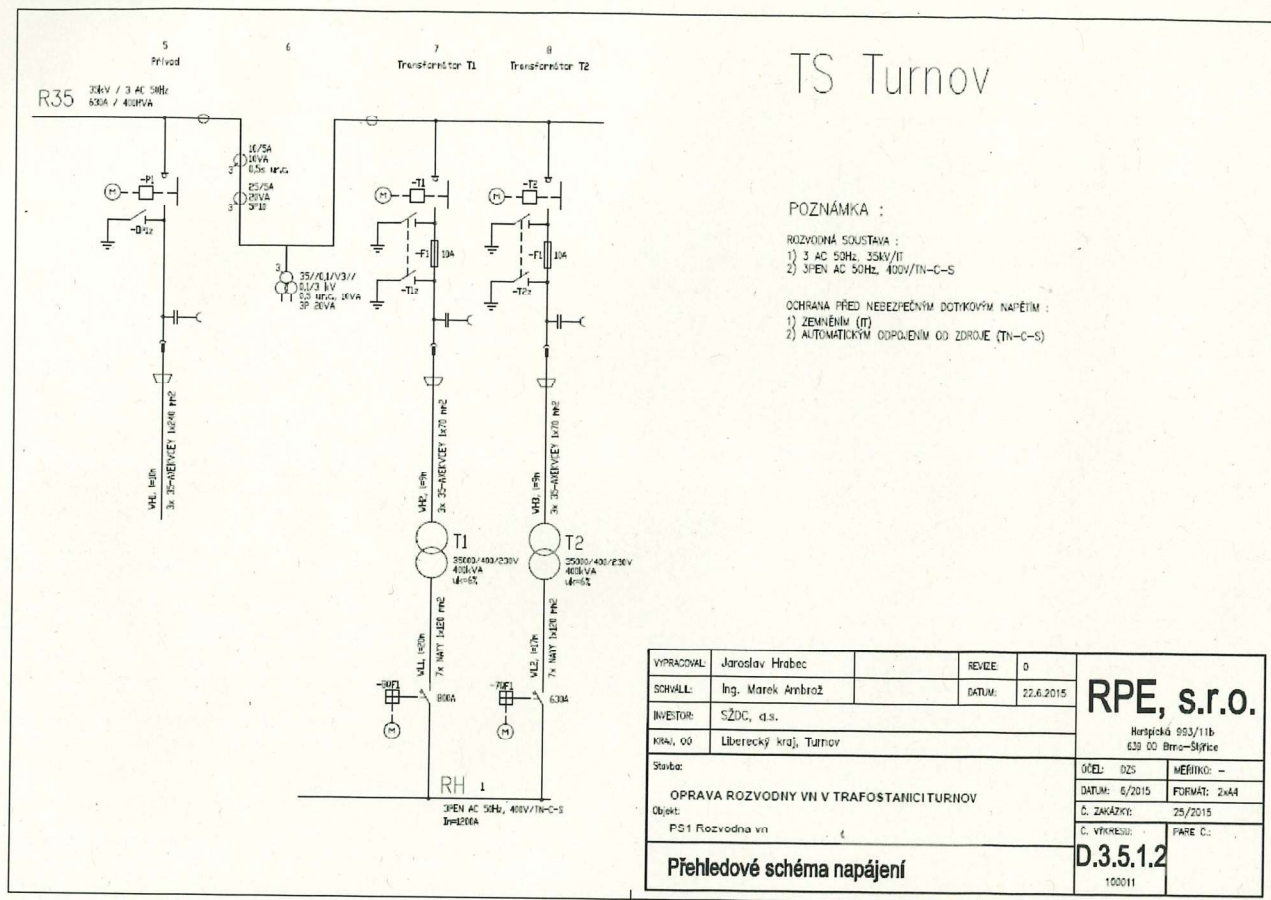 5
Přívod
6
7
Transformátor T1
8
Transformátor T2
TS Turnov
R35
35kV / 3 AC 50Hz
630A / 400MVA
10/5A
10VA
0,5s
3
25/5A
20VA
5P10
3
-P1
M
-T1
M
-T2
M
-F1
10A
-F1
10A
-T1z
-T2z
3
35//0,1/V3//
0,1/3 kV
0,5 10VA
3P 20VA
POZNÁMKA :
ROZVODNÁ SOUSTAVA :
1) 3 AC 50Hz, 35kV/IT
2) 3PEN AC 50Hz, 400V/TN-C-S
OCHRANA PŘED NEBEZPEČNÝM DOTYKOVÝM NAPĚTÍM :
1) ZEMNĚNÍM (IT)
2) AUTOMATICKÝM ODPOJENÍM OD ZDROJE (TN-C-S)
VH1, l=10m
3x 35-AXEKVCEY 1x240 mm2
VH2, l=9m
3x 35-AXEKVCEY 1x70 mm2
VH3, l=9m
3x 35-AXEKVCEY 1x70 mm2
T1
35000/400/230V
400kVA
uk=6%
T2
35000/400/230V
400kVA
uk=6%
WL1, l=20m
7x NAYY 1x120 mm2
WL2, l=17m
7x NAYY 1x120 mm2
800A
M
630A
M
RH 1
3PEN AC 50Hz, 400V/TN-C-S
In=1200A
VYPRACOVAL: Jaroslav Hrabec REVIZE: 0
SCHVÁLIL: Ing. Marek Ambrož DATUM: 22.6.2015
INVESTOR: SŽDC, a.s.
KRAJ, OÚ Liberecký kraj, Turnov
RPE, s.r.o.
Heršpická 993/11b
639 00 Brno-Štýřice
Stavba:
OPRAVA ROZVODNY VN V TRAFOSTANICI TURNOV
Objekt:
PS1 Rozvodna vn
Přehledové schéma napájení
ÚČEL: DZS MĚŘÍTKO: -
DATUM: 6/2015 FORMÁT: 2xA4
Č. ZAKÁZKY: 25/2015
Č. VÝKRESU: PARE Č.:
D.3.5.1.2
100011